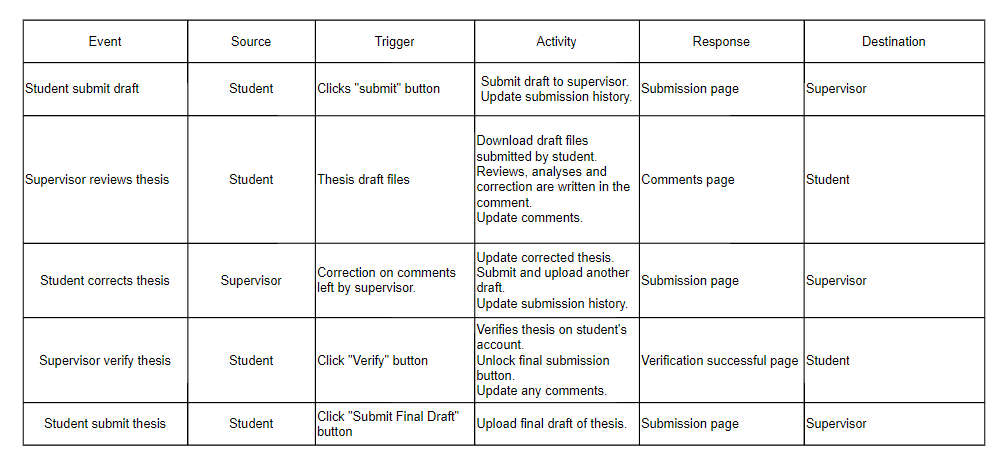 Event Source Trigger Activity Response Destination
Student submit draft
Student
Clicks "submit" button
Submit draft to supervisor.
Update submission history.
Submission page
Supervisor
Supervisor reviews thesis
Student
Thesis draft files
Download draft files
submitted by student.
Reviews, analyses and
correction are written in the
comment.
Update comments.
Comments page
Student
Student corrects thesis
Supervisor
Correction on comments
left by supervisor.
Update corrected thesis.
Submit and upload another
draft.
Update submission history.
Submission page
Supervisor
Supervisor verify thesis
Student
Click "Verify" button
Verifies thesis on student's
account.
Unlock final submission
button.
Update any comments.
Verification successful page
Student
Student submit thesis
Student
Click "Submit Final Draft"
button
Upload final draft of thesis.
Submission page
Supervisor